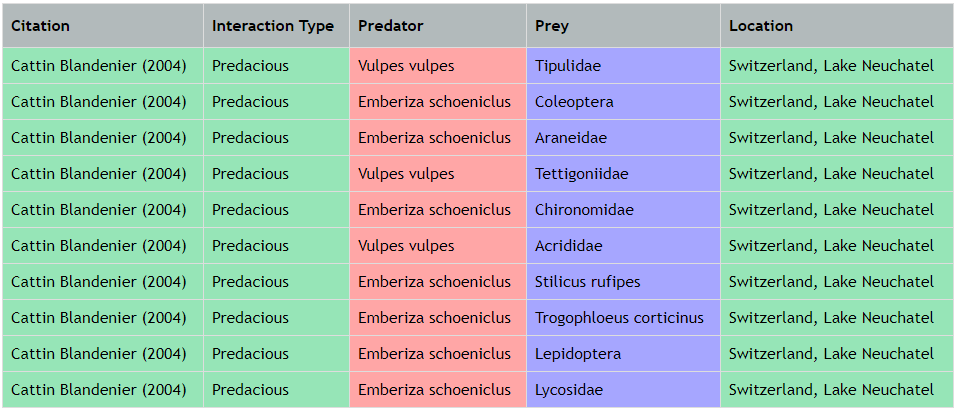 Citation Interaction Type Predator Prey Location
Cattin Blandenier (2004) Predacious Vulpes vulpes Tipulidae Switzerland, Lake Neuchatel
Cattin Blandenier (2004) Predacious Emberiza schoeniclus Coleoptera Switzerland, Lake Neuchatel
Cattin Blandenier (2004) Predacious Emberiza schoeniclus Araneidae Switzerland, Lake Neuchatel
Cattin Blandenier (2004) Predacious Vulpes vulpes Tettigoniidae Switzerland, Lake Neuchatel
Cattin Blandenier (2004) Predacious Emberiza schoeniclus Chironomidae Switzerland, Lake Neuchatel
Cattin Blandenier (2004) Predacious Vulpes vulpes Acrididae Switzerland, Lake Neuchatel
Cattin Blandenier (2004) Predacious Emberiza schoeniclus Stilicus rufipes Switzerland, Lake Neuchatel
Cattin Blandenier (2004) Predacious Emberiza schoeniclus Trogophloeus corticinus Switzerland, Lake Neuchatel
Cattin Blandenier (2004) Predacious Emberiza schoeniclus Lepidoptera Switzerland, Lake Neuchatel
Cattin Blandenier (2004) Predacious Emberiza schoeniclus Lycosidae Switzerland, Lake Neuchatel